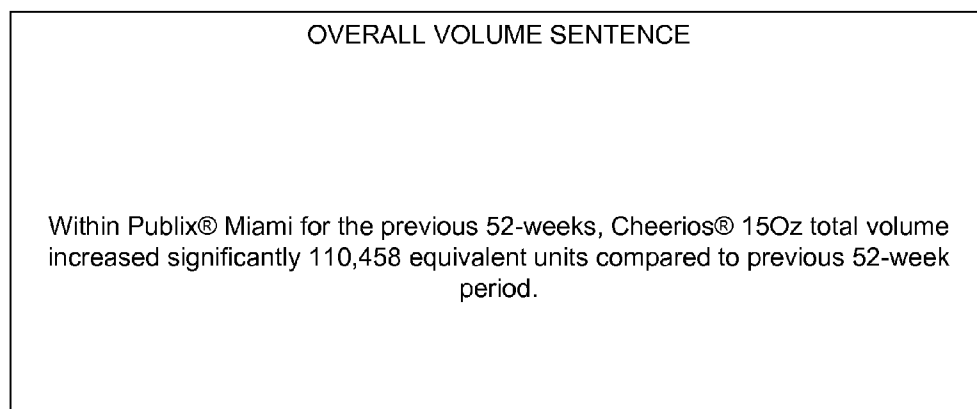 OVERALL VOLUME SENTENCE
Within Publix® Miami for the previous 52-weeks, Cheerios® 15Oz total volume
increased significantly 110,458 equivalent units compared to previous 52-week
period.